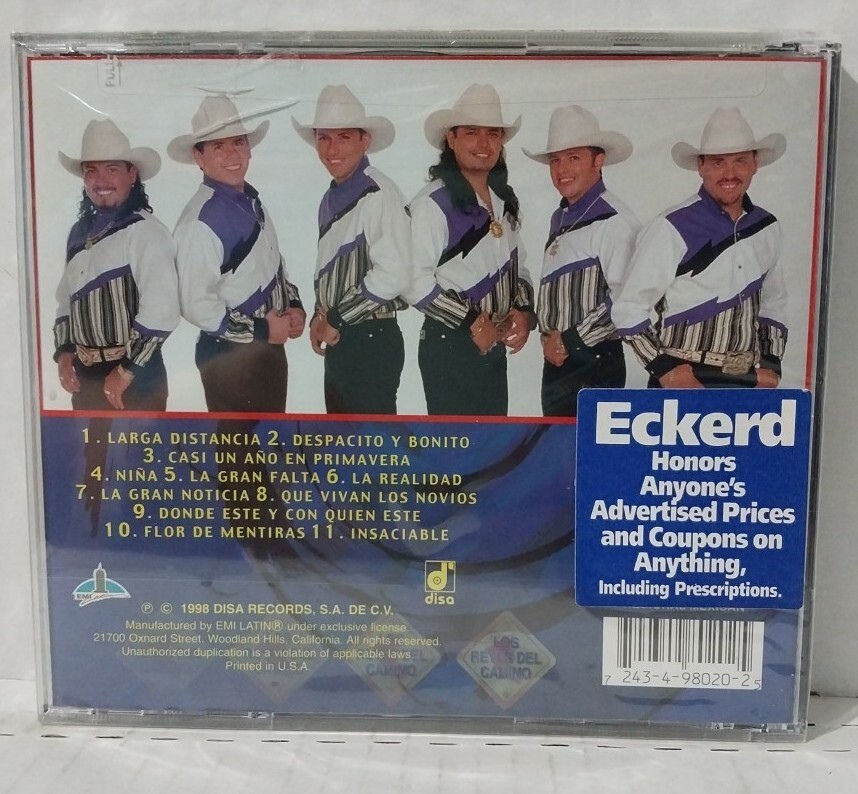 FULL
1. LARGA DISTANCIA 2. DESPACITO Y BONITO
3. CASI UN AÑO EN PRIMAVERA
4. NIÑA 5. LA GRAN FALTA 6. LA REALIDAD
7. LA GRAN NOTICIA 8. QUE VIVAN LOS NOVIOS
9. DONDE ESTE Y CON QUIEN ESTE
10. FLOR DE MENTIRAS 11. INSACIABLE
Eckerd
Honors
Anyone's
Advertised Prices
and Coupons on
Anything,
Including Prescriptions.
EMI
d
disa
℗ © 1998 DISA RECORDS, S.A. DE C.V.
Manufactured by EMI LATIN® under exclusive license.
21700 Oxnard Street. Woodland Hills. California. All rights reserved.
Unauthorized duplication is a violation of applicable laws.
Printed in U.S.A.
LOS
REYES DEL
CAMINO
DEL
CAMINO
7 243-4-98020-2 5